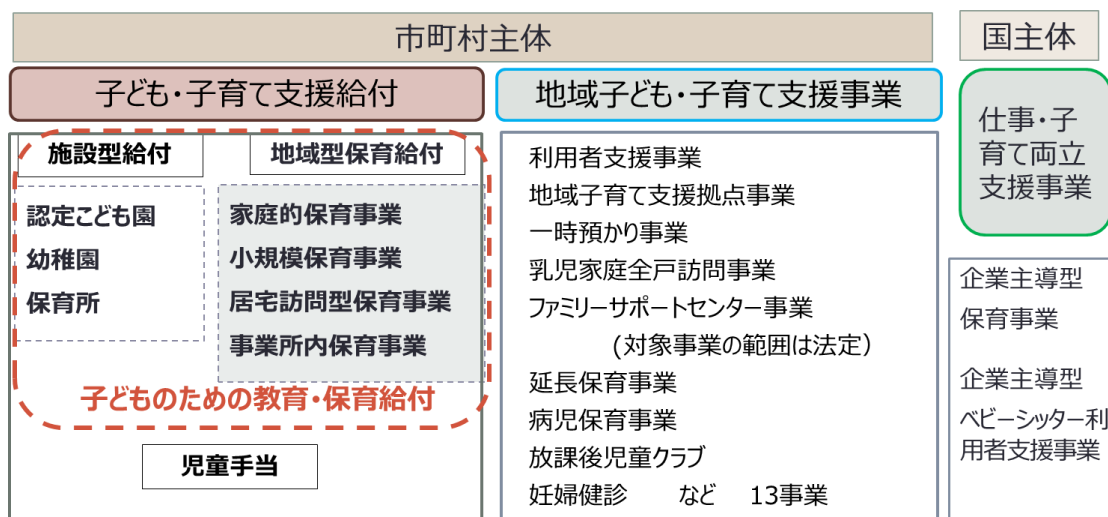 市町村主体
国主体
子ども・子育て支援給付
地域子ども・子育て支援事業
仕事・子
育て両立
支援事業
施設型給付
地域型保育給付
認定こども園
幼稚園
保育所
家庭的保育事業
小規模保育事業
居宅訪問型保育事業
事業所内保育事業
子どものための教育・保育給付
児童手当
利用者支援事業
地域子育て支援拠点事業
一時預かり事業
乳児家庭全戸訪問事業
ファミリーサポートセンター事業
(対象事業の範囲は法定)
延長保育事業
病児保育事業
放課後児童クラブ
妊婦健診 など 13事業
企業主導型
保育事業
企業主導型
ベビーシッター利
用者支援事業